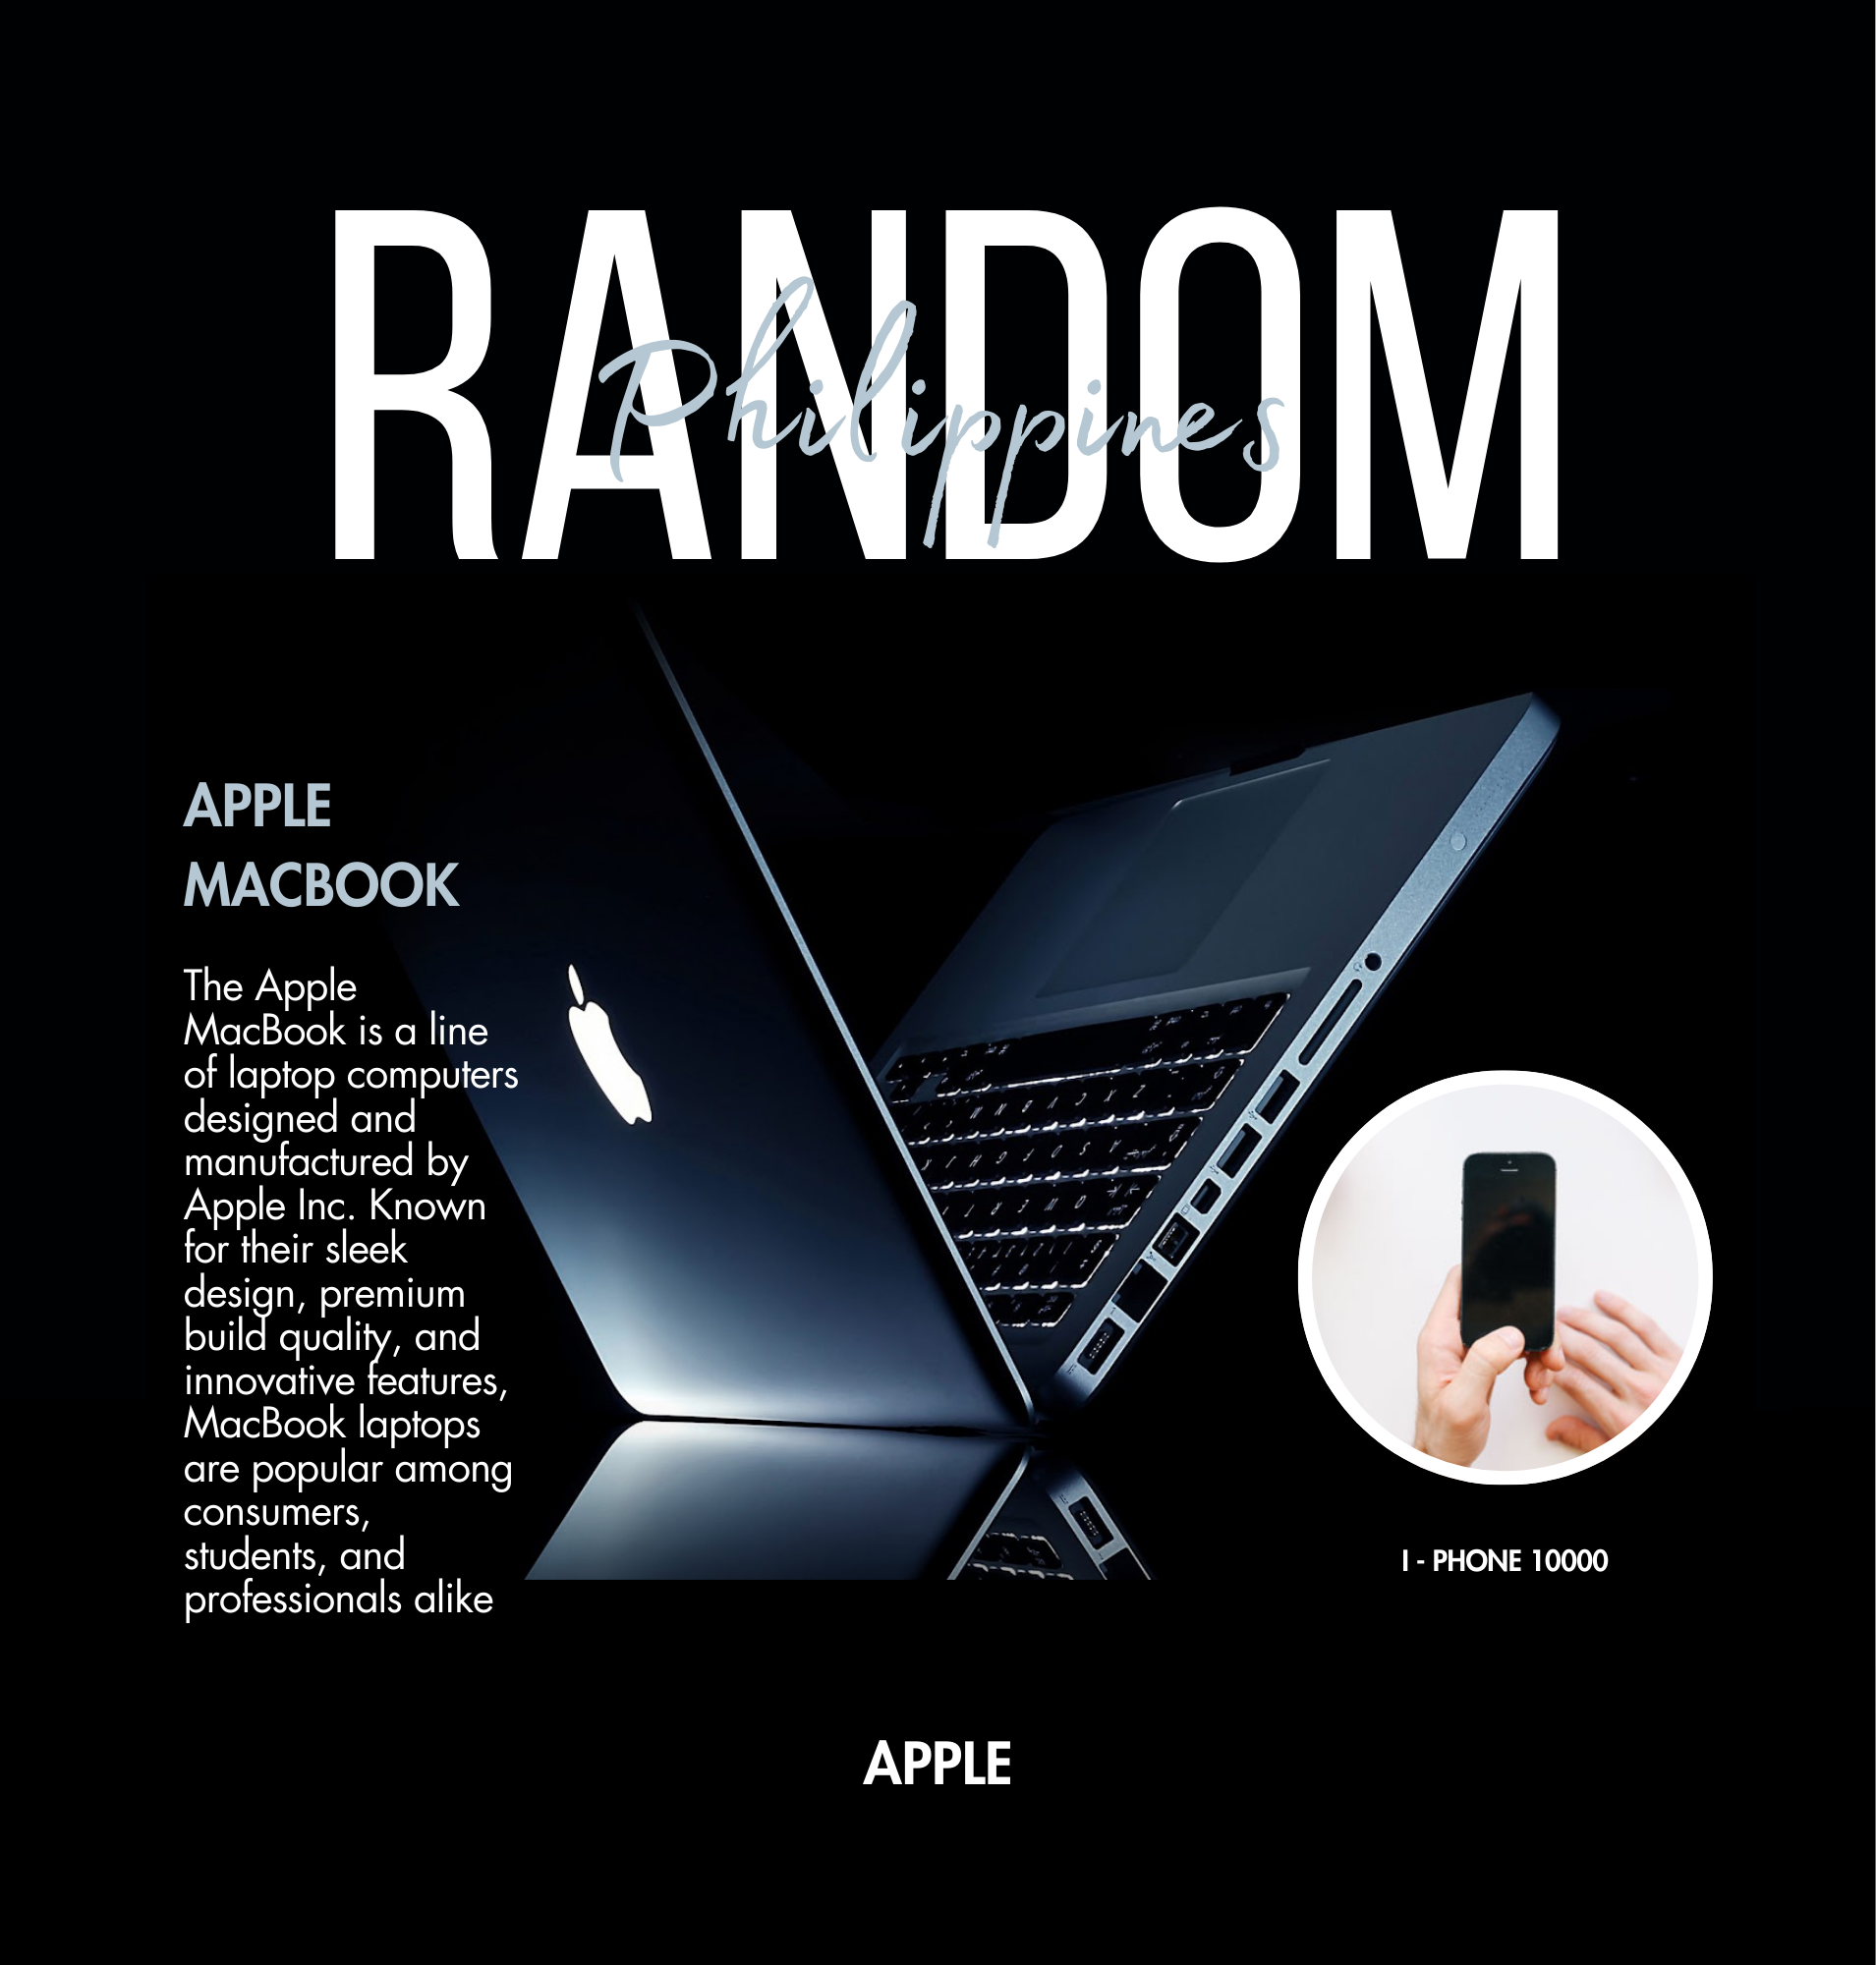 RANDOM
Philippines
APPLE
MACBOOK
The Apple
MacBook is a line
of laptop computers
designed and
manufactured by
Apple Inc. Known
for their sleek
design, premium
build quality, and
innovative features,
MacBook laptops
are popular among
consumers,
students, and
professionals alike
I - PHONE 10000
APPLE